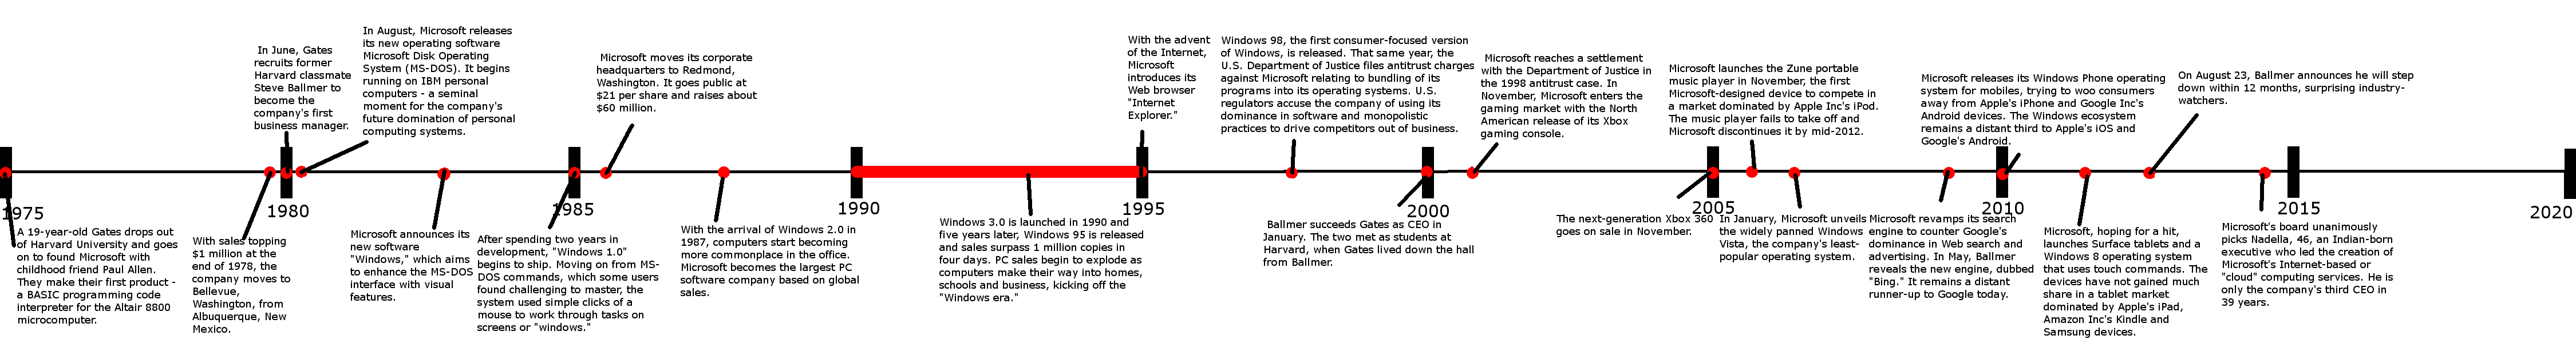 In June, Gates
recruits former
Harvard classmate
Steve Ballmer to
become the
company's first
business manager.
In August, Microsoft releases
its new operating software
Microsoft Disk Operating
System (MS-DOS). It begins
running on IBM personal
computers - a seminal
moment for the company's
future domination of personal
computing systems.
Microsoft moves its corporate
headquarters to Redmond,
Washington. It goes public at
$21 per share and raises about
$60 million.
With the advent
of the Internet,
Microsoft
introduces its
Web browser
"Internet
Explorer."
Windows 98, the first consumer-focused version
of Windows, is released. That same year, the
U.S. Department of Justice files antitrust charges
against Microsoft relating to bundling of its
programs into its operating systems. U.S.
regulators accuse the company of using its
dominance in software and monopolistic
practices to drive competitors out of business.
Microsoft reaches a settlement
with the Department of Justice in
the 1998 antitrust case. In
November, Microsoft enters the
gaming market with the North
American release of its Xbox
gaming console.
Microsoft launches the Zune portable
music player in November, the first
Microsoft-designed device to compete in
a market dominated by Apple Inc's iPod.
The music player fails to take off and
Microsoft discontinues it by mid-2012.
Microsoft releases its Windows Phone operating
system for mobiles, trying to woo consumers
away from Apple's iPhone and Google Inc's
Android devices. The Windows ecosystem
remains a distant third to Apple's iOS and
Google's Android.
On August 23, Ballmer announces he will step
down within 12 months, surprising industry-
watchers.
1975
1980
1985
1990
1995
2000
2005
2010
2015
2020
A 19-year-old Gates drops out
of Harvard University and goes
on to found Microsoft with
childhood friend Paul Allen.
They make their first product -
a BASIC programming code
interpreter for the Altair 8800
microcomputer.
With sales topping
$1 million at the
end of 1978, the
company moves to
Bellevue,
Washington, from
Albuquerque, New
Mexico.
Microsoft announces its
new software
"Windows," which aims
to enhance the MS-DOS
interface with visual
features.
After spending two years in
development, "Windows 1.0"
begins to ship. Moving on from MS-
DOS commands, which some users
found challenging to master, the
system used simple clicks of a
mouse to work through tasks on
screens or "windows."
With the arrival of Windows 2.0 in
1987, computers start becoming
more commonplace in the office.
Microsoft becomes the largest PC
software company based on global
sales.
Windows 3.0 is launched in 1990 and
five years later, Windows 95 is released
and sales surpass 1 million copies in
four days. PC sales begin to explode as
computers make their way into homes,
schools and business, kicking off the
"Windows era."
Ballmer succeeds Gates as CEO in
January. The two met as students at
Harvard, when Gates lived down the hall
from Ballmer.
The next-generation Xbox 360
goes on sale in November.
In January, Microsoft unveils
the widely panned Windows
Vista, the company's least-
popular operating system.
Microsoft revamps its search
engine to counter Google's
dominance in Web search and
advertising. In May, Ballmer
reveals the new engine, dubbed
"Bing." It remains a distant
runner-up to Google today.
Microsoft, hoping for a hit,
launches Surface tablets and a
Windows 8 operating system
that uses touch commands. The
devices have not gained much
share in a tablet market
dominated by Apple's iPad,
Amazon Inc's Kindle and
Samsung devices.
Microsoft's board unanimously
picks Nadella, 46, an Indian-born
executive who led the creation of
Microsoft's Internet-based or
"cloud" computing services. He is
only the company's third CEO in
39 years.